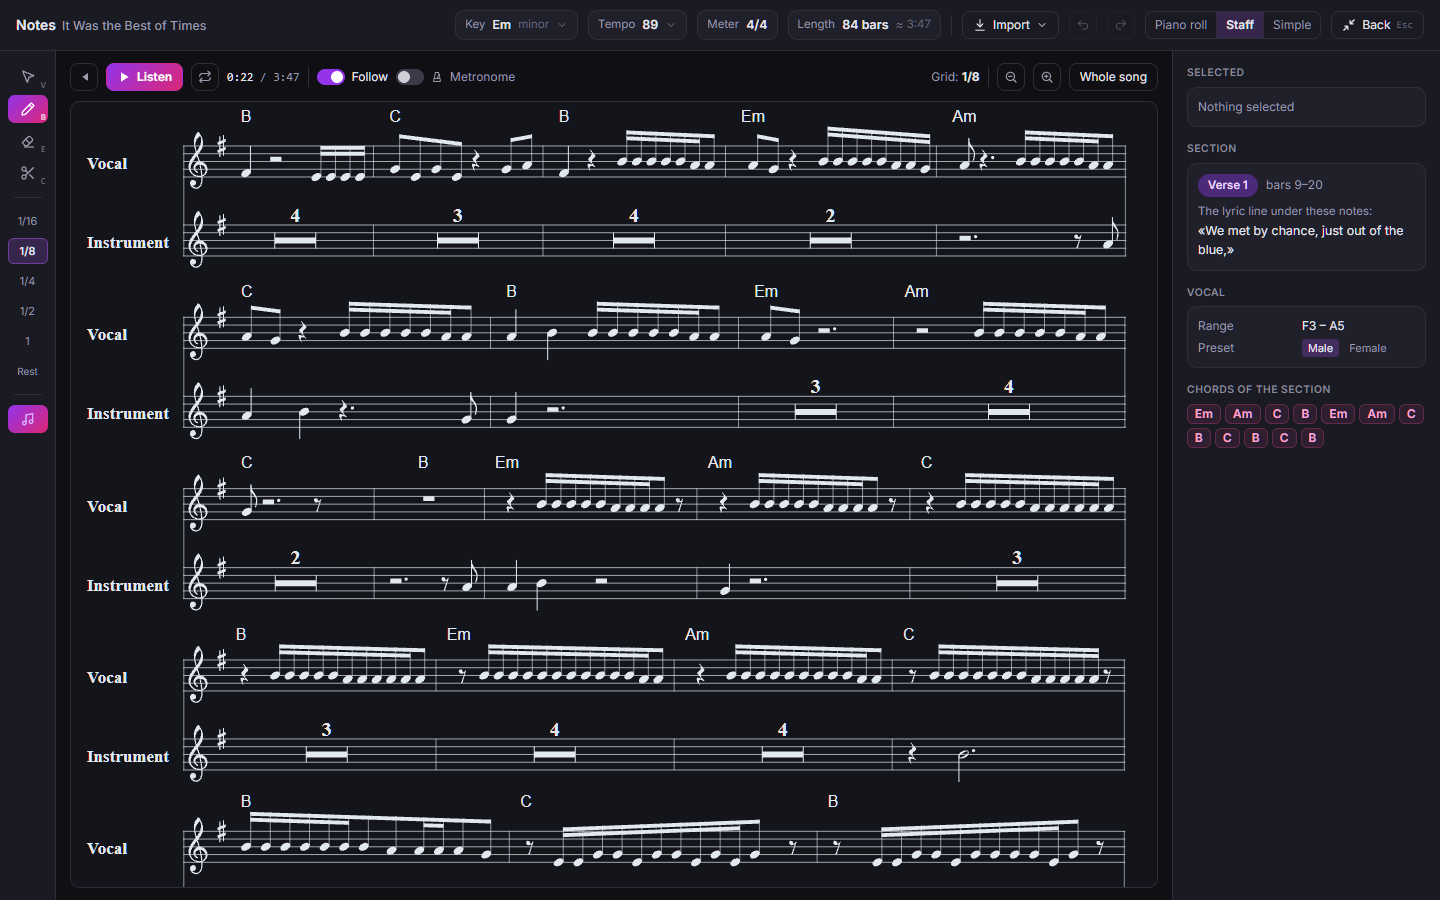 Notes It Was the Best of Times
Key Em minor
Tempo 89
Meter 4/4
Length 84 bars ≈ 3:47
Import
Piano roll Staff Simple
Back Esc
V
B
E
C
1/16
1/8
1/4
1/2
1
Rest
Listen
0:22 / 3:47
Follow
Metronome
Grid: 1/8
Whole song
B C B Em Am
Vocal
4 3 4 2
Instrument
C B Em Am
Vocal
3 4
Instrument
C B Em Am C
Vocal
2 3
Instrument
B Em Am C
Vocal
3 4 4
Instrument
B C B
Vocal
SELECTED
Nothing selected
SECTION
Verse 1 bars 9–20
The lyric line under these notes:
«We met by chance, just out of the
blue,»
VOCAL
Range F3 – A5
Preset Male Female
CHORDS OF THE SECTION
Em Am C B Em Am C
B C B C B